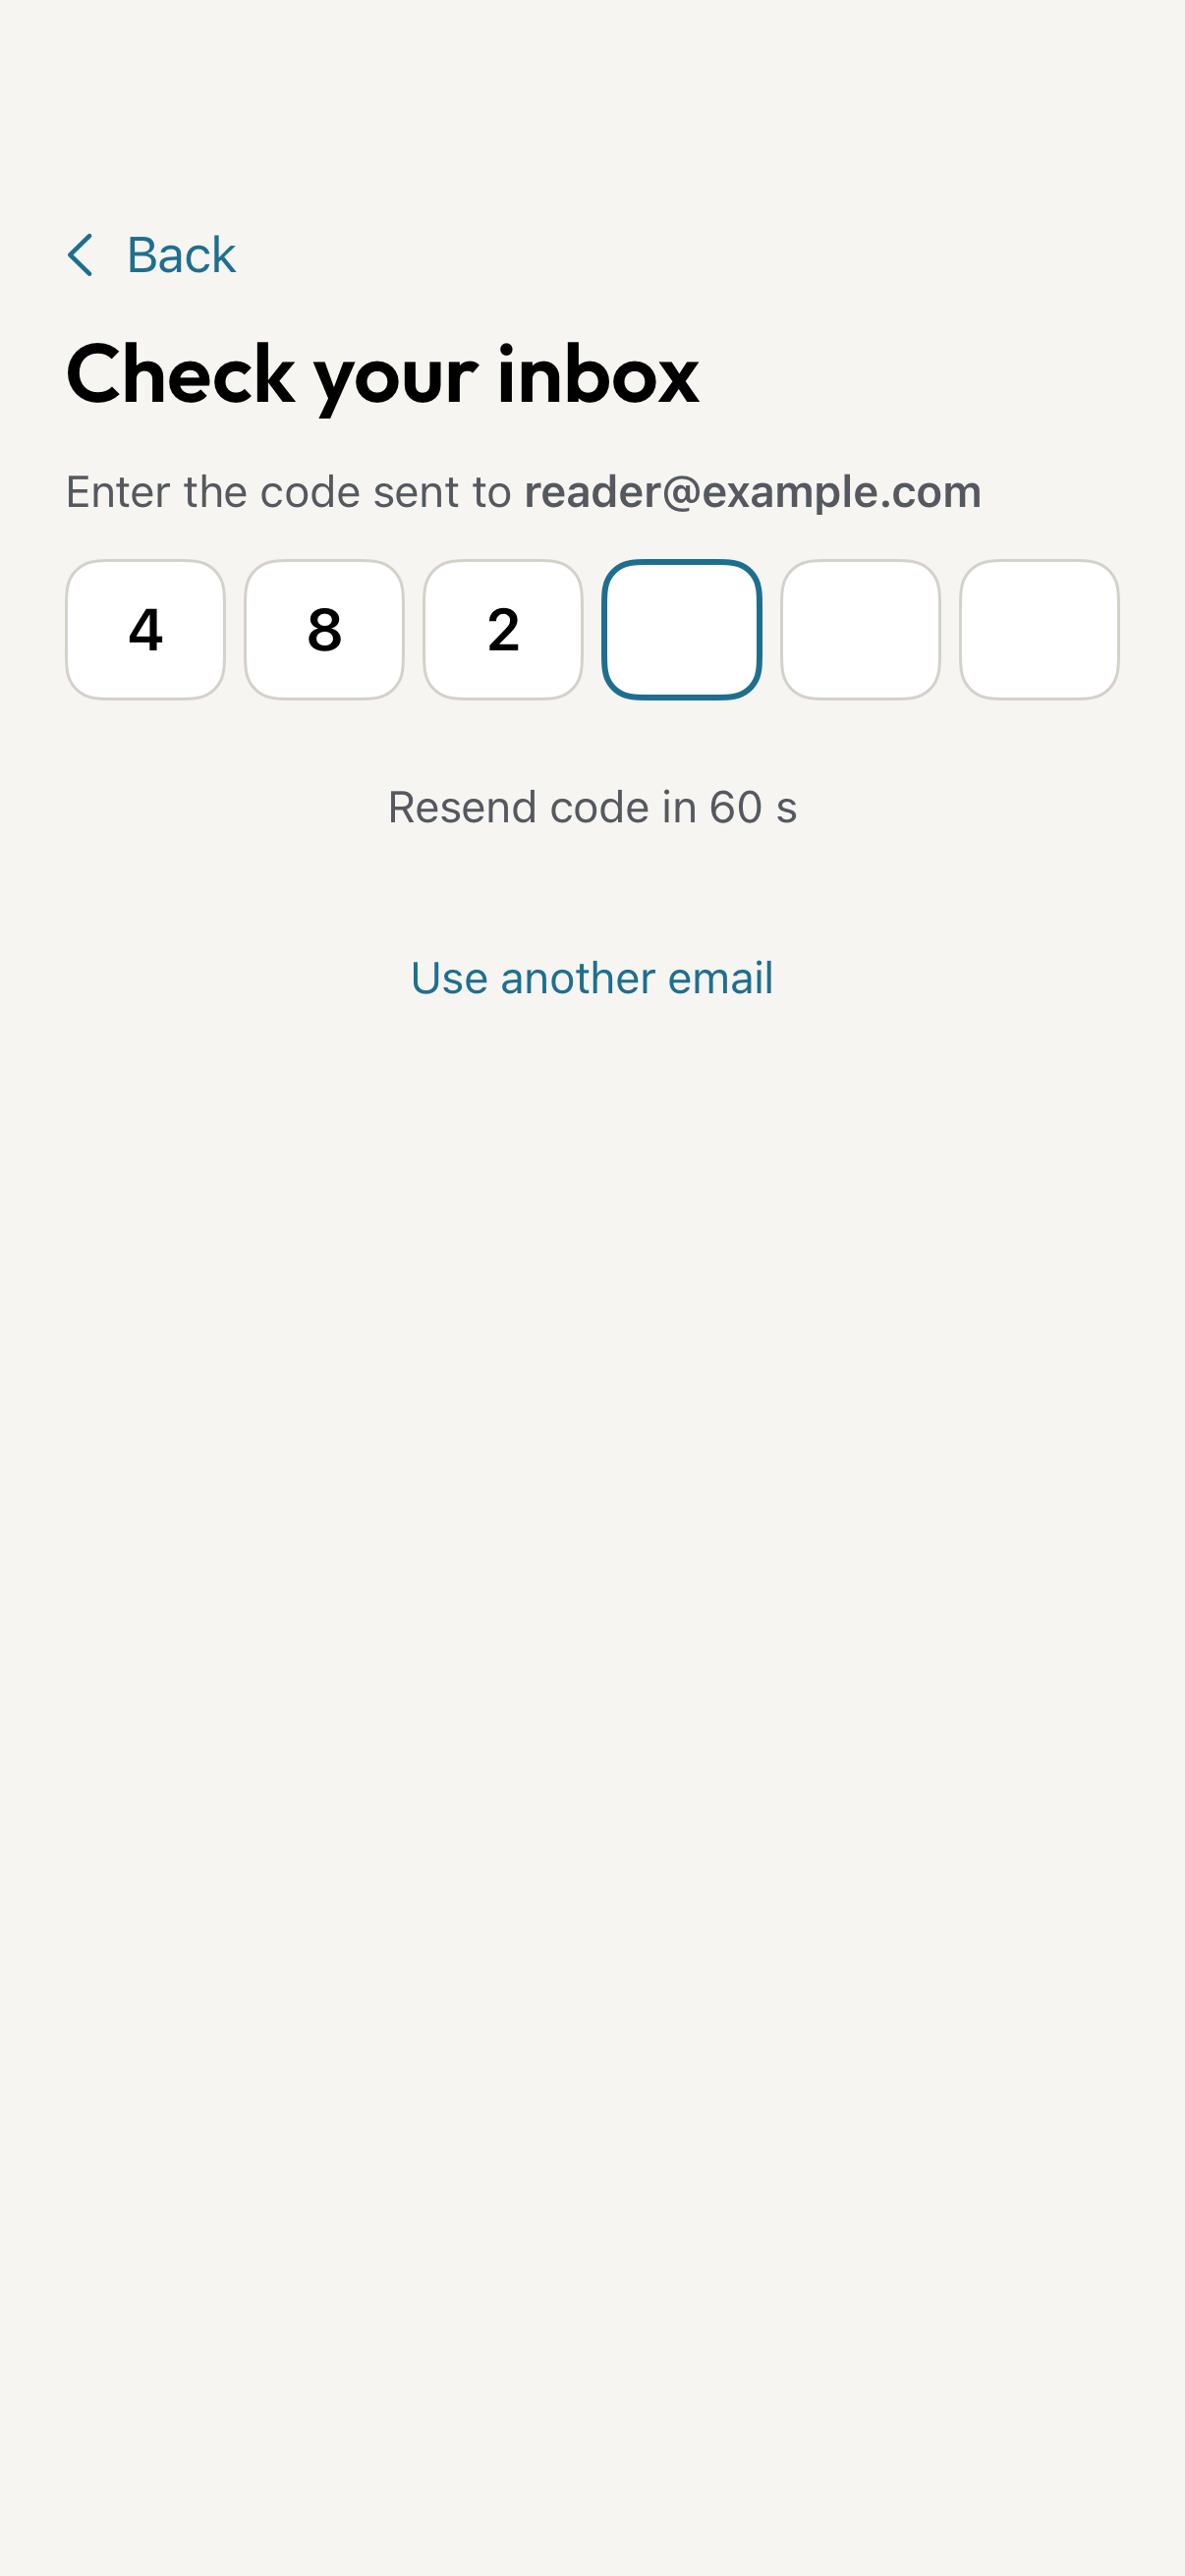 Back
Check your inbox
Enter the code sent to reader@example.com
4 8 2
Resend code in 60 s
Use another email